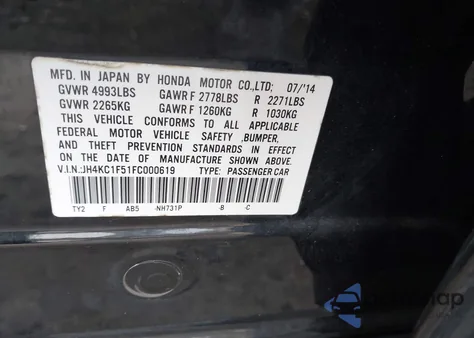 MFD. IN JAPAN BY HONDA MOTOR CO.,LTD; 07/'14
GVWR 4993LBS GAWR F 2778LBS R 2271LBS
GVWR 2265KG GAWR F 1260KG R 1030KG
THIS VEHICLE CONFORMS TO ALL APPLICABLE
FEDERAL MOTOR VEHICLE SAFETY ,BUMPER,
AND THEFT PREVENTION STANDARDS IN EFFECT
ON THE DATE OF MANUFACTURE SHOWN ABOVE.
V.I.N.:JH4KC1F51FC000619 TYPE: PASSENGER CAR
TY2 F AB5 -NH731P -B -C